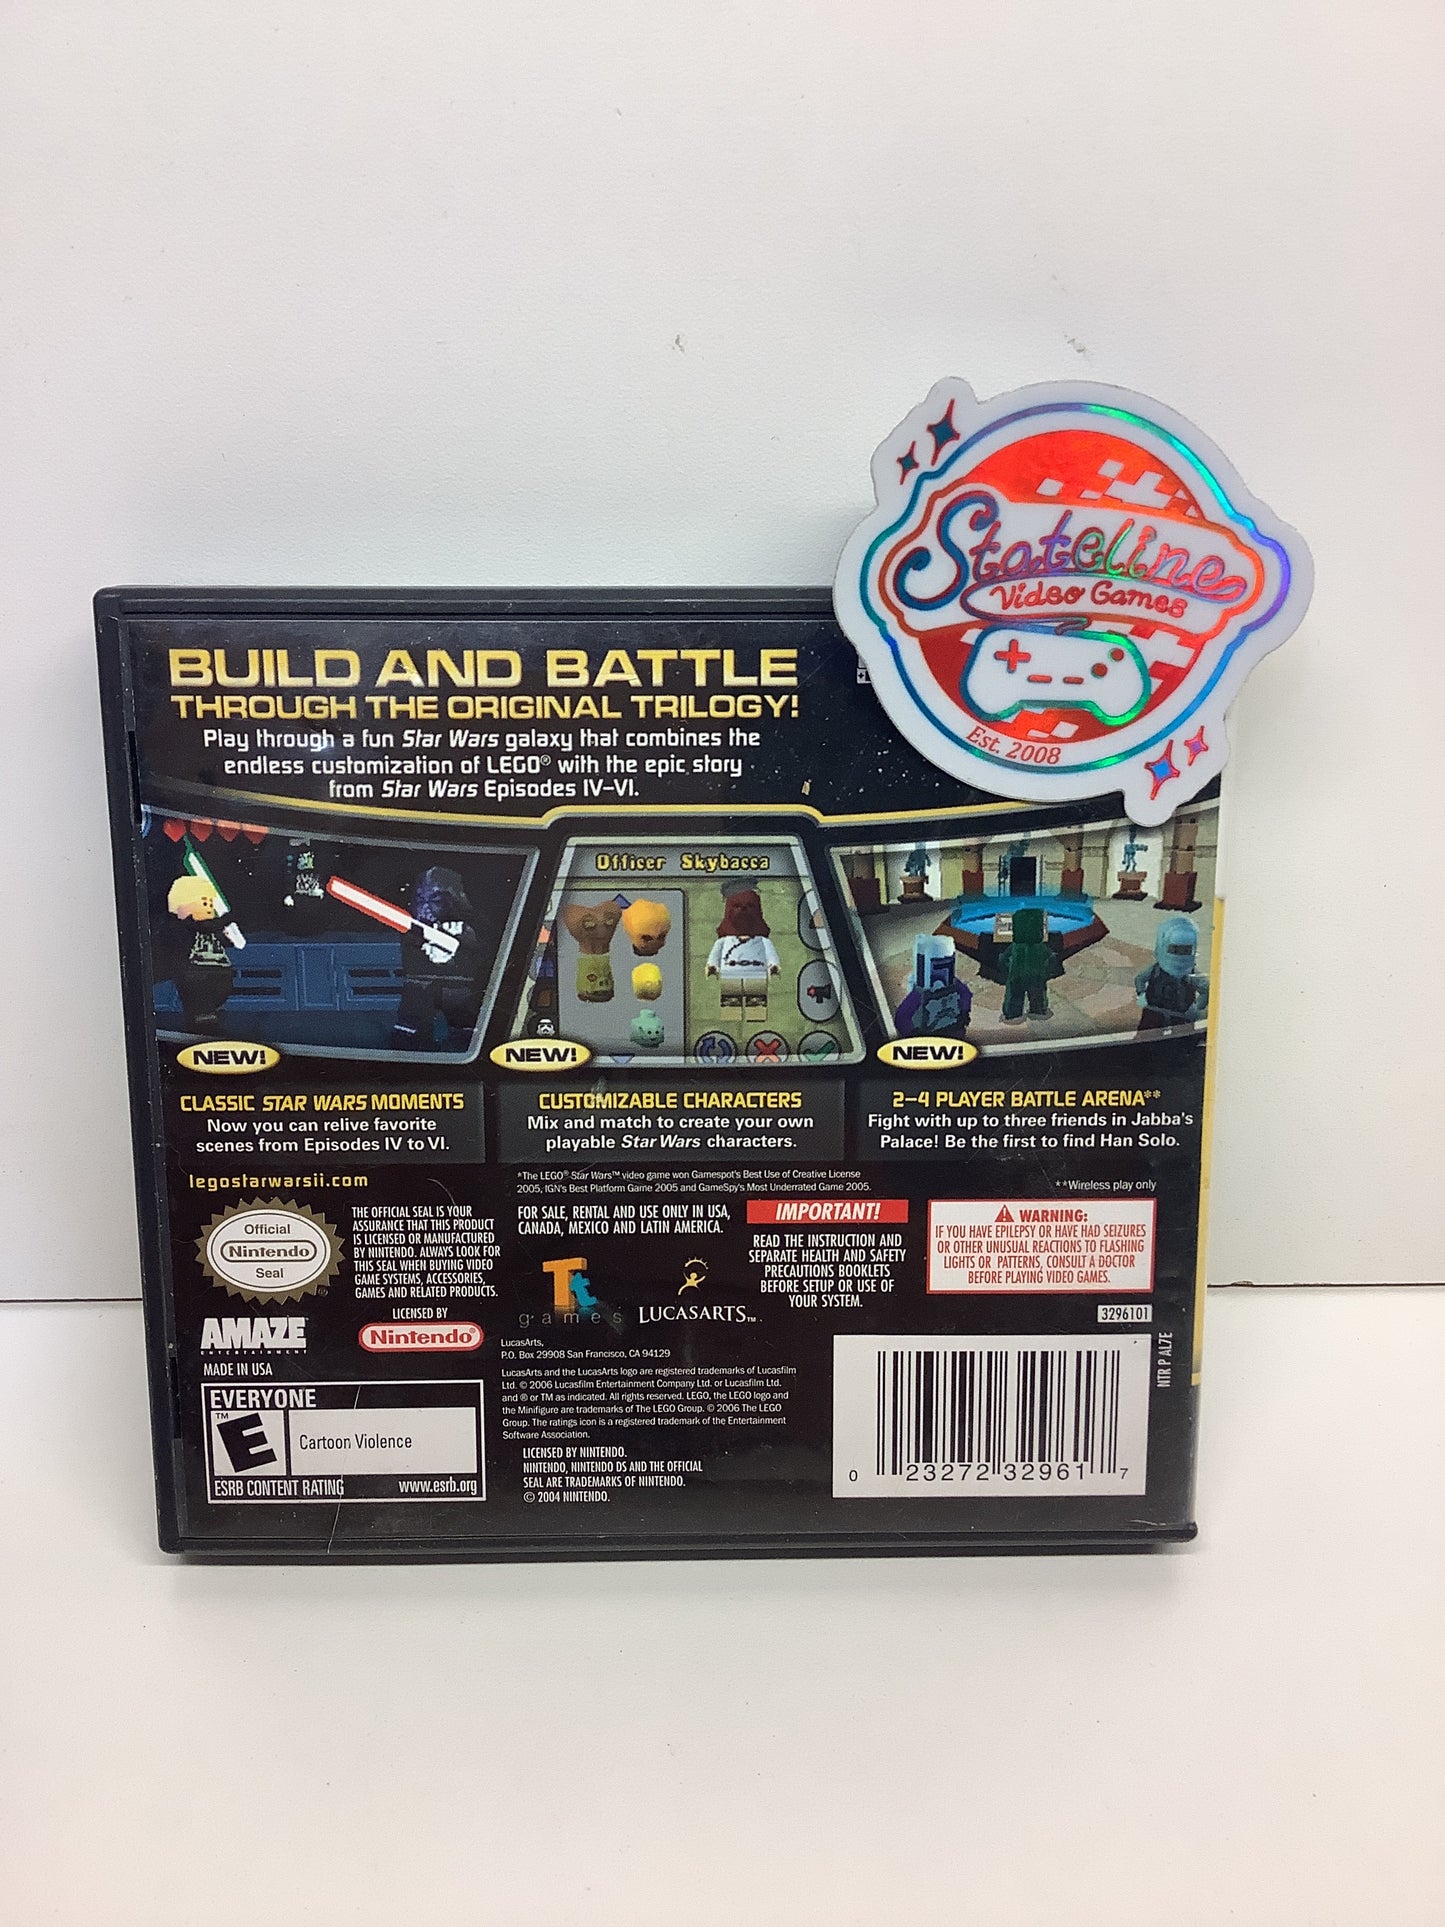 Stateline
Video Games
Est. 2008
BUILD AND BATTLE
THROUGH THE ORIGINAL TRILOGY!
Play through a fun Star Wars galaxy that combines the
endless customization of LEGO® with the epic story
from Star Wars Episodes IV–VI.
Officer Skybacca
NEW!
NEW!
NEW!
CLASSIC STAR WARS MOMENTS
Now you can relive favorite
scenes from Episodes IV to VI.
CUSTOMIZABLE CHARACTERS
Mix and match to create your own
playable Star Wars characters.
2–4 PLAYER BATTLE ARENA**
Fight with up to three friends in Jabba's
Palace! Be the first to find Han Solo.
legostarwarsii.com
*The LEGO® Star Wars™ video game won Gamespot's Best Use of Creative License
2005, IGN's Best Platform Game 2005 and GameSpy's Most Underrated Game 2005.
**Wireless play only
Official
Nintendo
Seal
THE OFFICIAL SEAL IS YOUR
ASSURANCE THAT THIS PRODUCT
IS LICENSED OR MANUFACTURED
BY NINTENDO. ALWAYS LOOK FOR
THIS SEAL WHEN BUYING VIDEO
GAME SYSTEMS, ACCESSORIES,
GAMES AND RELATED PRODUCTS.
FOR SALE, RENTAL AND USE ONLY IN USA,
CANADA, MEXICO AND LATIN AMERICA.
IMPORTANT!
READ THE INSTRUCTION AND
SEPARATE HEALTH AND SAFETY
PRECAUTIONS BOOKLETS
BEFORE SETUP OR USE OF
YOUR SYSTEM.
WARNING:
IF YOU HAVE EPILEPSY OR HAVE HAD SEIZURES
OR OTHER UNUSUAL REACTIONS TO FLASHING
LIGHTS OR PATTERNS, CONSULT A DOCTOR
BEFORE PLAYING VIDEO GAMES.
Tt
games
LUCASARTS™
3296101
AMAZE
ENTERTAINMENT
LICENSED BY
Nintendo®
MADE IN USA
LucasArts,
P.O. Box 29908 San Francisco, CA 94129
LucasArts and the LucasArts logo are registered trademarks of Lucasfilm
Ltd. © 2006 Lucasfilm Entertainment Company Ltd. or Lucasfilm Ltd.
and ® or TM as indicated. All rights reserved. LEGO, the LEGO logo and
the Minifigure are trademarks of The LEGO Group. © 2006 The LEGO
Group. The ratings icon is a registered trademark of the Entertainment
Software Association.
LICENSED BY NINTENDO.
NINTENDO, NINTENDO DS AND THE OFFICIAL
SEAL ARE TRADEMARKS OF NINTENDO.
© 2004 NINTENDO.
EVERYONE
E™
Cartoon Violence
ESRB CONTENT RATING www.esrb.org
NTR P AL7E
0 23272 32961 7